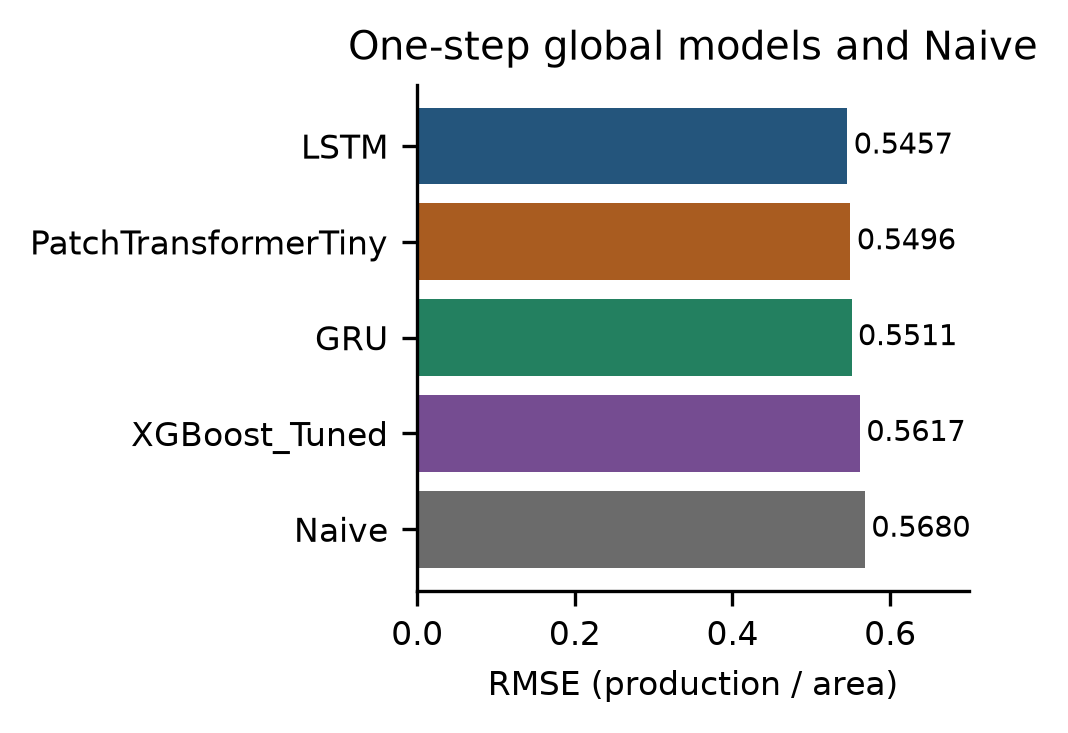 One-step global models and Naive
LSTM
0.5457
PatchTransformerTiny
0.5496
GRU
0.5511
XGBoost_Tuned
0.5617
Naive
0.5680
0.0
0.2
0.4
0.6
RMSE (production / area)